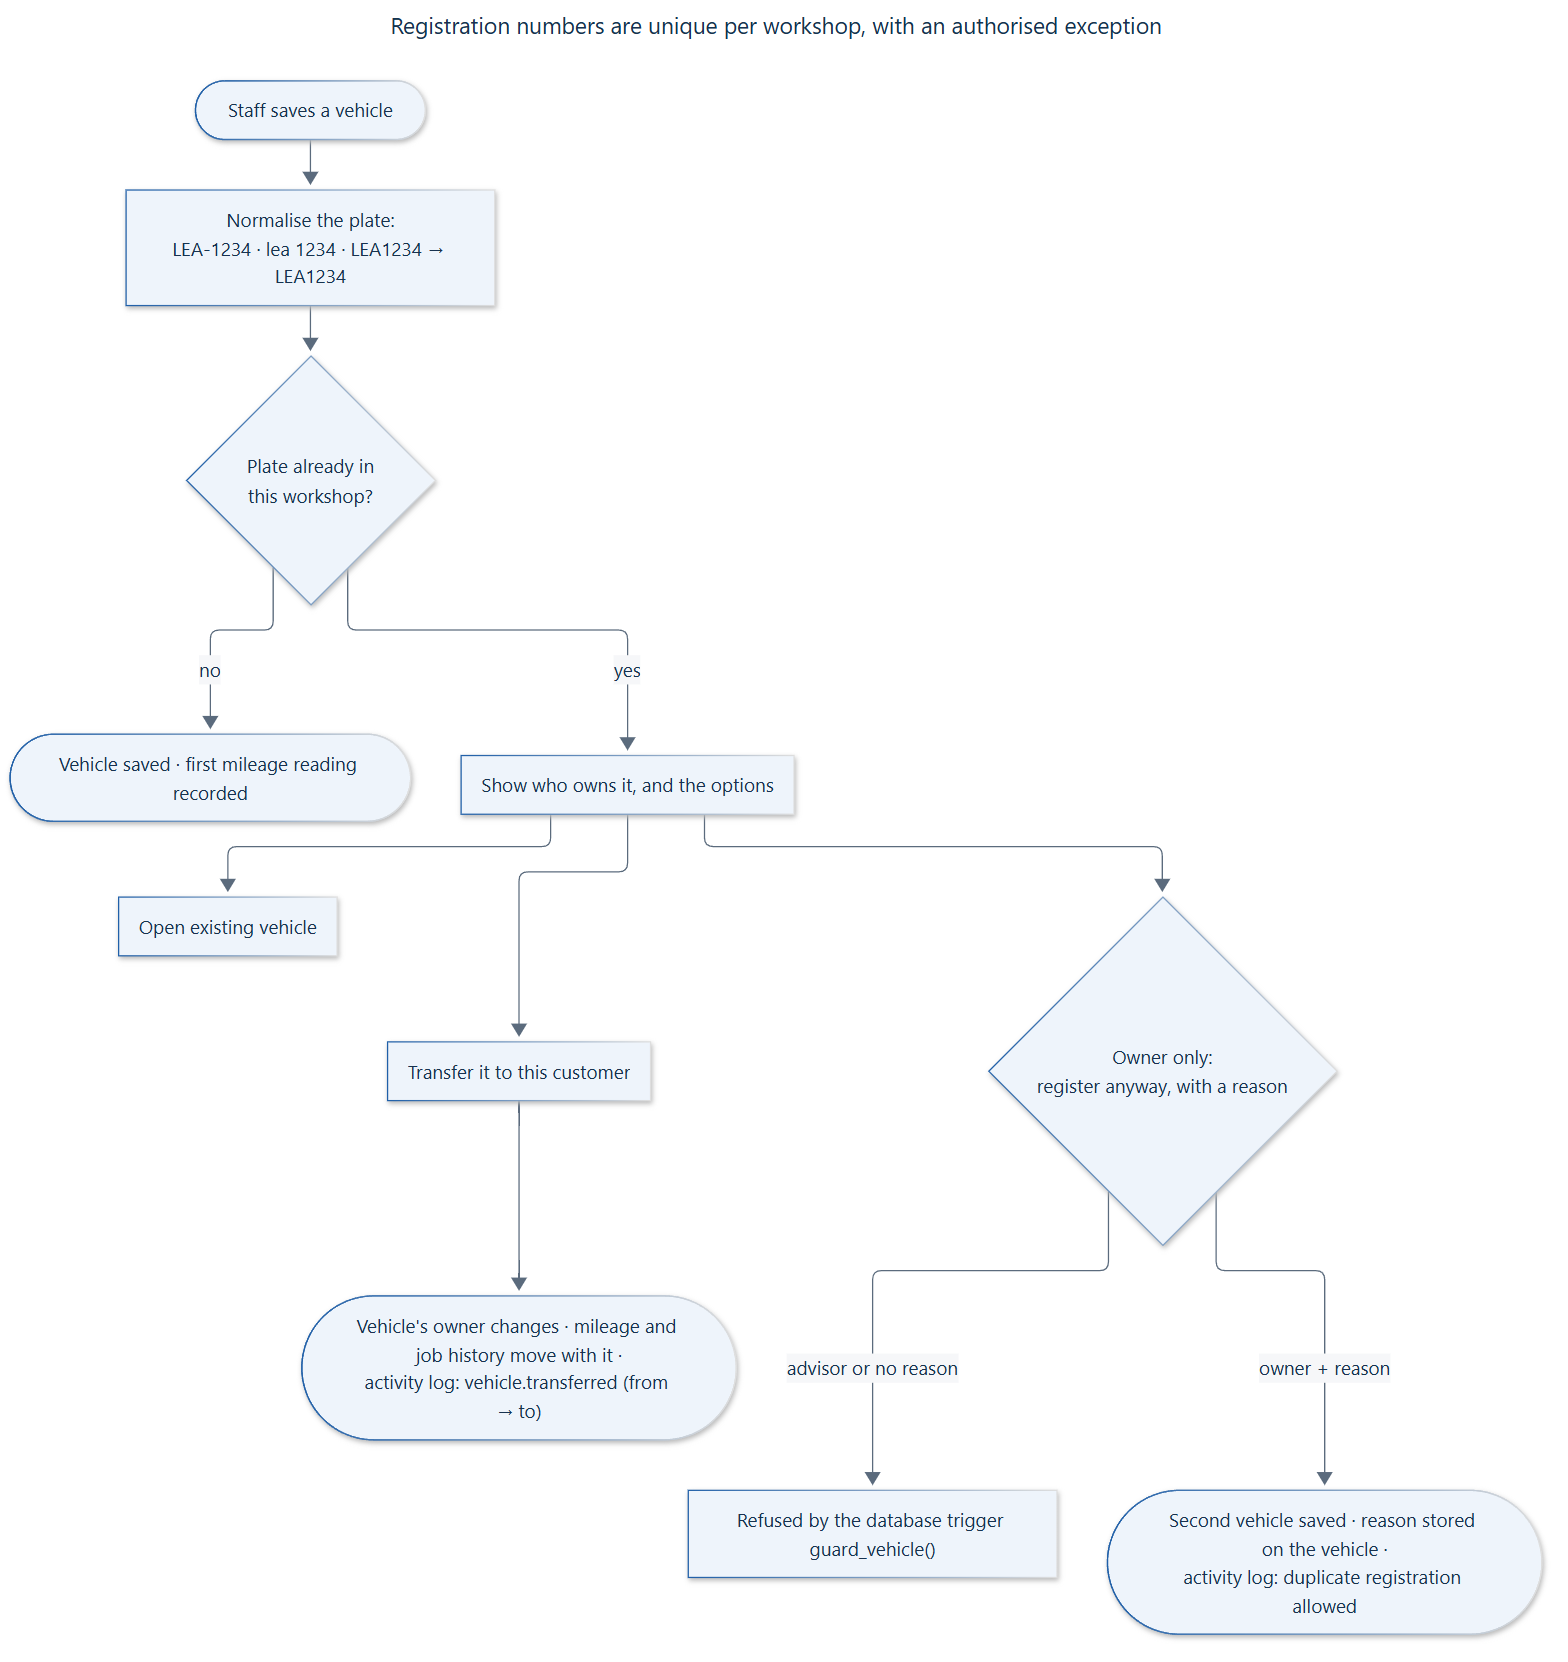 Registration numbers are unique per workshop, with an authorised exception
Staff saves a vehicle
Normalise the plate:
LEA-1234 · lea 1234 · LEA1234 →
LEA1234
Plate already in
this workshop?
no
yes
Vehicle saved · first mileage reading
recorded
Show who owns it, and the options
Open existing vehicle
Transfer it to this customer
Owner only:
register anyway, with a reason
Vehicle's owner changes · mileage and
job history move with it ·
activity log: vehicle.transferred (from
→ to)
advisor or no reason
owner + reason
Refused by the database trigger
guard_vehicle()
Second vehicle saved · reason stored
on the vehicle ·
activity log: duplicate registration
allowed